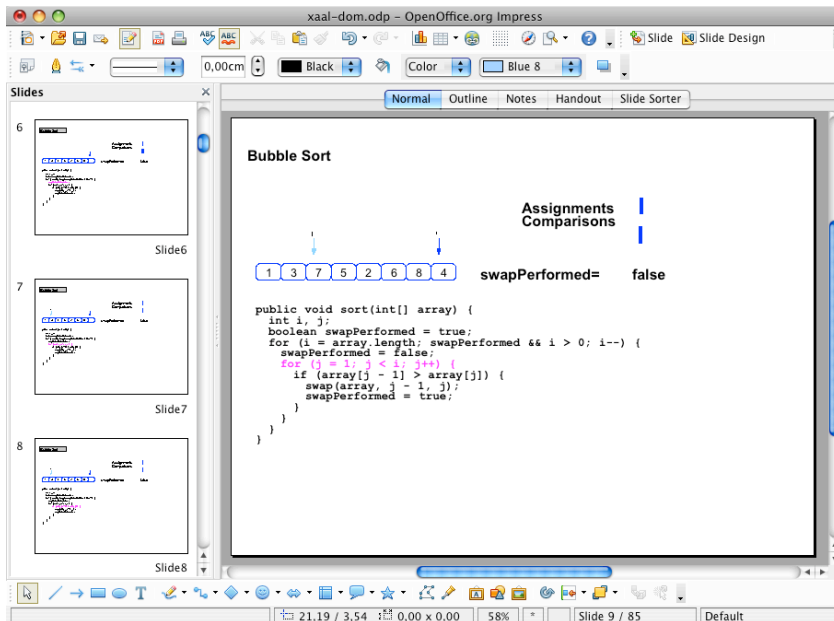 xaal-dom.odp – OpenOffice.org Impress
Slide
Slide Design
0,00cm
Black
Color
Blue 8
Slides
Normal
Outline
Notes
Handout
Slide Sorter
6
Slide6
7
Slide7
8
Slide8
Bubble Sort
Assignments
Comparisons
1 3 7 5 2 6 8 4
swapPerformed= false
public void sort(int[] array) {
int i, j;
boolean swapPerformed = true;
for (i = array.length; swapPerformed && i > 0; i--) {
swapPerformed = false;
for (j = 1; j < i; j++) {
if (array[j - 1] > array[j]) {
swap(array, j - 1, j);
swapPerformed = true;
}
}
}
}
21,19 / 3,54
0,00 x 0,00
58%
*
Slide 9 / 85
Default